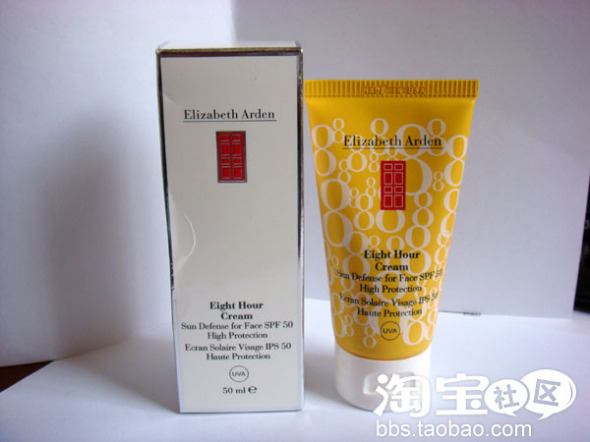 Elizabeth Arden
Eight Hour
Cream
Sun Defense for Face SPF 50
High Protection
Ecran Solaire Visage IPS 50
Haute Protection
UVA
50 ml e
Elizabeth Arden
Eight Hour
Cream
Sun Defense for Face SPF 50
High Protection
Ecran Solaire Visage IPS 50
Haute Protection
UVA
淘宝社区
bbs.taobao.com